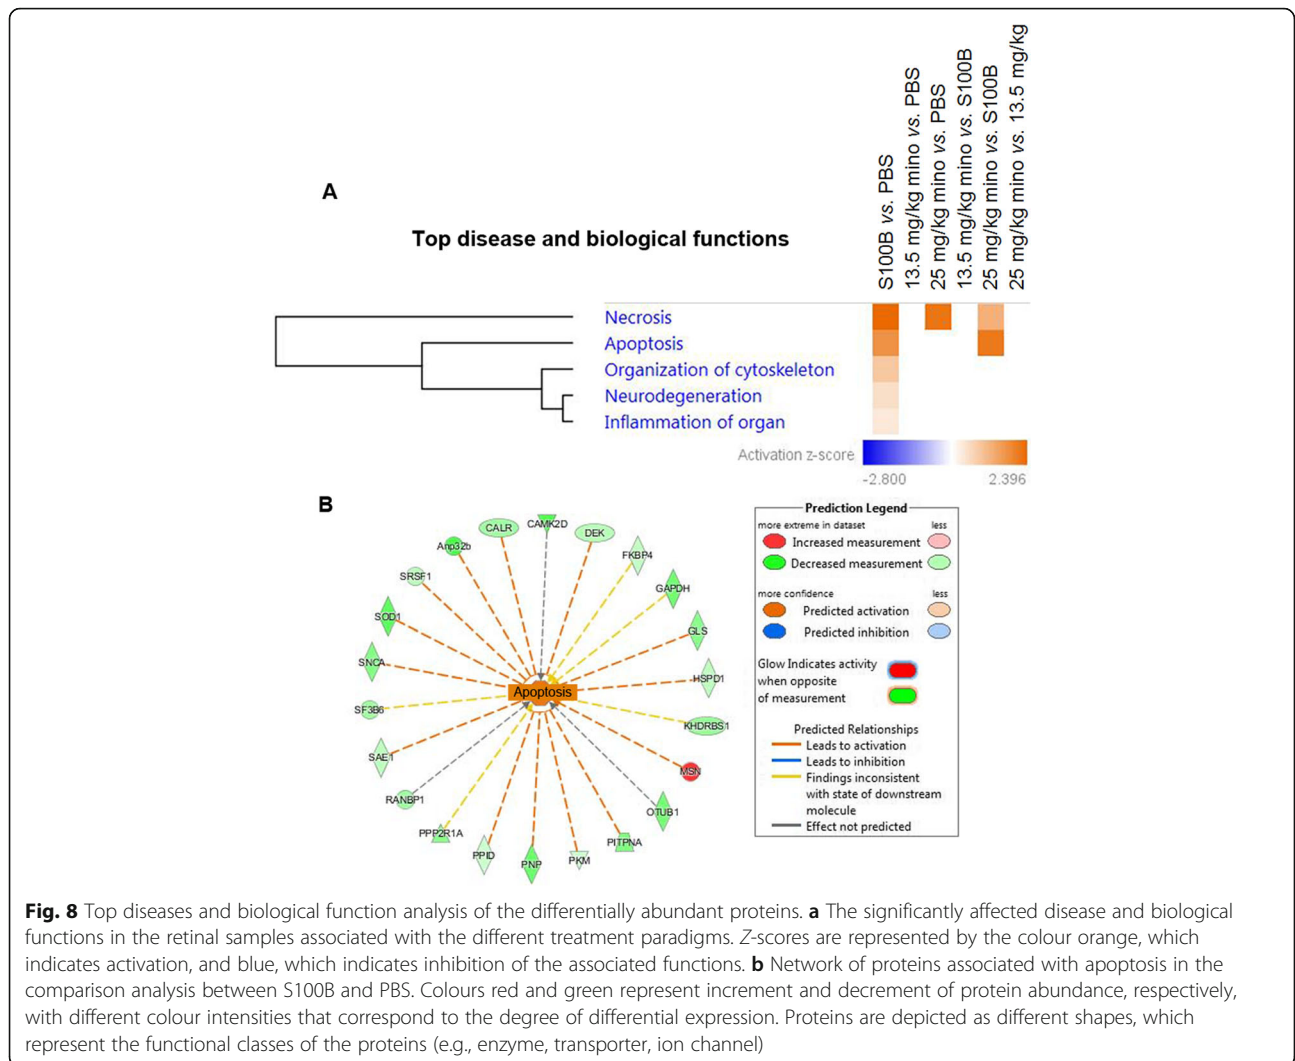 S100B vs. PBS
13.5 mg/kg mino vs. PBS
25 mg/kg mino vs. PBS
13.5 mg/kg mino vs. S100B
25 mg/kg mino vs. S100B
25 mg/kg mino vs. 13.5 mg/kg
A
Top disease and biological functions
Necrosis
Apoptosis
Organization of cytoskeleton
Neurodegeneration
Inflammation of organ
Activation z-score
-2.800 2.396
B
CALR
CAMK2D
DEK
Anp32b
FKBP4
SRSF1
GAPDH
SOD1
GLS
SNCA
HSPD1
Apoptosis
SF3B6
KHDRBS1
SAE1
MSN
RANBP1
OTUB1
PPP2R1A
PITPNA
PPID
PNP
PKM
Prediction Legend
more extreme in dataset less
Increased measurement
Decreased measurement
more confidence less
Predicted activation
Predicted inhibition
Glow Indicates activity
when opposite
of measurement
Predicted Relationships
Leads to activation
Leads to inhibition
Findings inconsistent
with state of downstream
molecule
Effect not predicted
Fig. 8 Top diseases and biological function analysis of the differentially abundant proteins. a The significantly affected disease and biological
functions in the retinal samples associated with the different treatment paradigms. Z-scores are represented by the colour orange, which
indicates activation, and blue, which indicates inhibition of the associated functions. b Network of proteins associated with apoptosis in the
comparison analysis between S100B and PBS. Colours red and green represent increment and decrement of protein abundance, respectively,
with different colour intensities that correspond to the degree of differential expression. Proteins are depicted as different shapes, which
represent the functional classes of the proteins (e.g., enzyme, transporter, ion channel)